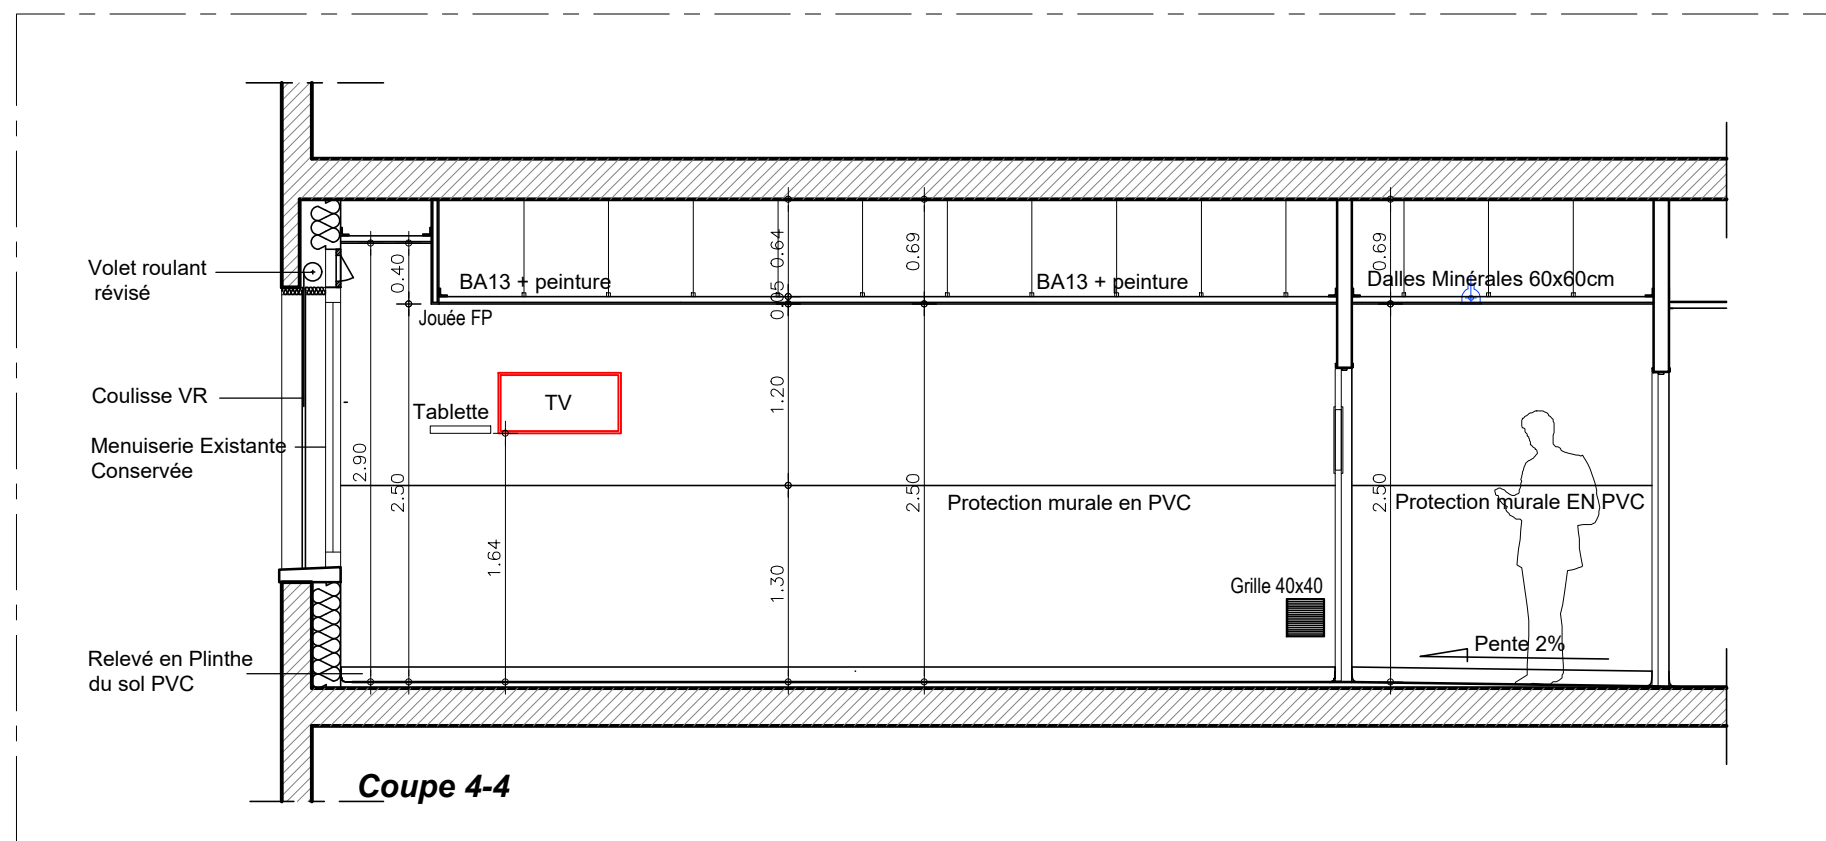 0.40
0.64
0.69
0.69
Volet roulant
révisé
BA13 + peinture
0.05
BA13 + peinture
Dalles Minérales 60x60cm
Jouée FP
Coulisse VR
Tablette
TV
1.20
Menuiserie Existante
Conservée
2.90
2.50
2.50
2.50
Protection murale en PVC
Protection murale EN PVC
1.64
1.30
Grille 40x40
Pente 2%
Relevé en Plinthe
du sol PVC
Coupe 4-4